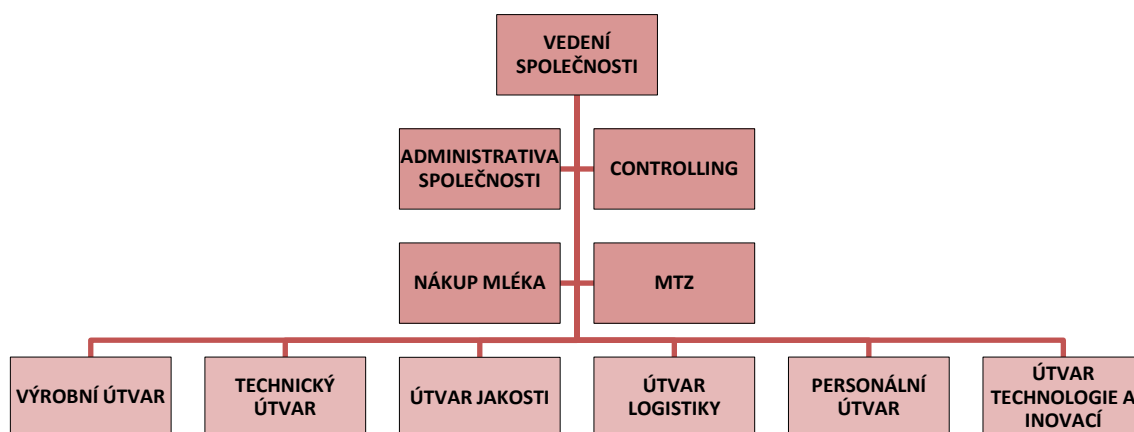 VEDENÍ
SPOLEČNOSTI
ADMINISTRATIVA
SPOLEČNOSTI
CONTROLLING
NÁKUP MLÉKA
MTZ
VÝROBNÍ ÚTVAR
TECHNICKÝ
ÚTVAR
ÚTVAR JAKOSTI
ÚTVAR
LOGISTIKY
PERSONÁLNÍ
ÚTVAR
ÚTVAR
TECHNOLOGIE A
INOVACÍ